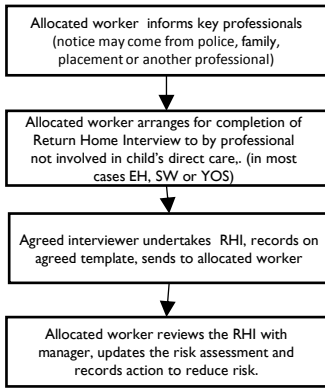 Allocated worker informs key professionals
(notice may come from police, family,
placement or another professional)
Allocated worker arranges for completion of
Return Home Interview to by professional
not involved in child's direct care,. (in most
cases EH, SW or YOS)
Agreed interviewer undertakes RHI, records on
agreed template, sends to allocated worker
Allocated worker reviews the RHI with
manager, updates the risk assessment and
records action to reduce risk.